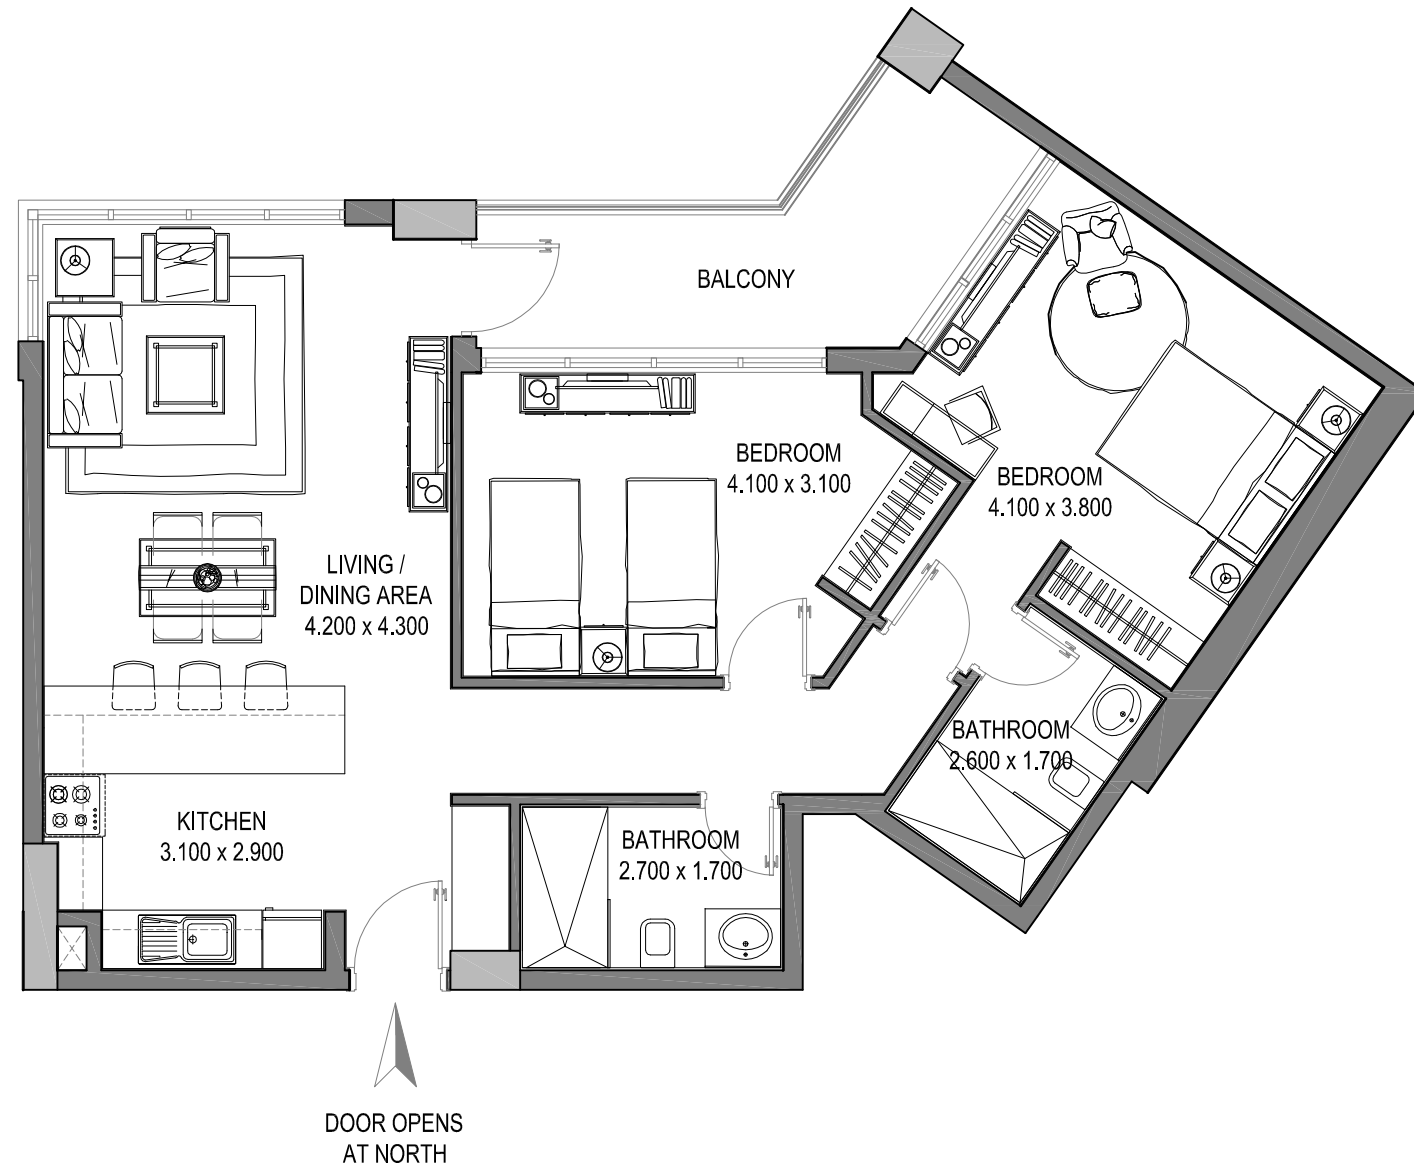 BALCONY
BEDROOM
4.100 x 3.100
BEDROOM
4.100 x 3.800
LIVING /
DINING AREA
4.200 x 4.300
BATHROOM
2.600 x 1.700
KITCHEN
3.100 x 2.900
BATHROOM
2.700 x 1.700
DOOR OPENS
AT NORTH